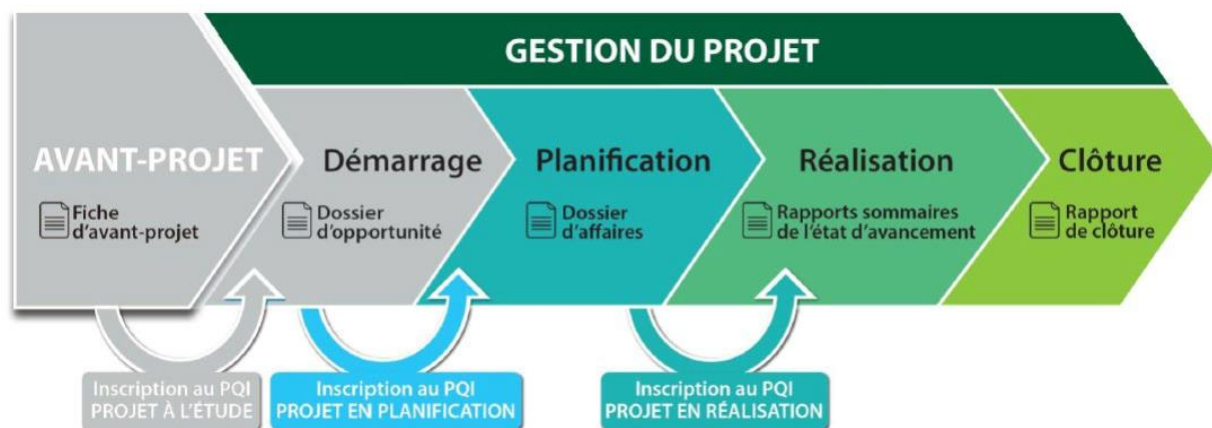 GESTION DU PROJET
AVANT-PROJET
Fiche
d'avant-projet
Démarrage
Dossier
d'opportunité
Planification
Dossier
d'affaires
Réalisation
Rapports sommaires
de l'état d'avancement
Clôture
Rapport
de clôture
Inscription au PQI
PROJET À L'ÉTUDE
Inscription au PQI
PROJET EN PLANIFICATION
Inscription au PQI
PROJET EN RÉALISATION